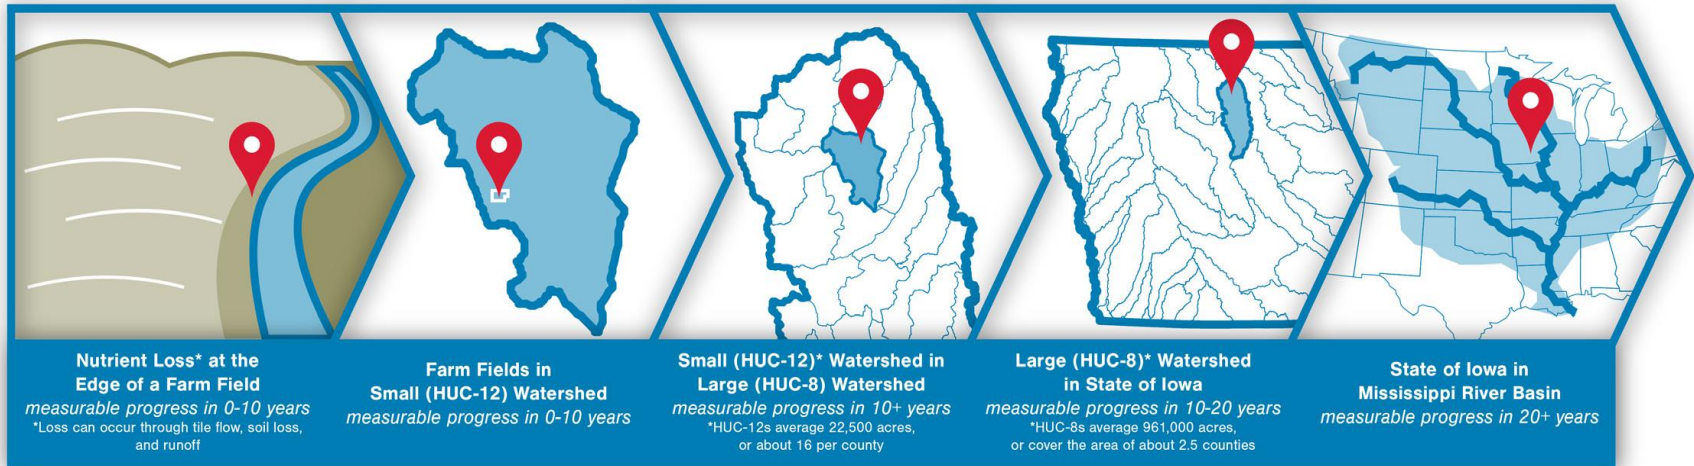 Nutrient Loss* at the
Edge of a Farm Field
measurable progress in 0-10 years
*Loss can occur through tile flow, soil loss,
and runoff
Farm Fields in
Small (HUC-12) Watershed
measurable progress in 0-10 years
Small (HUC-12)* Watershed in
Large (HUC-8) Watershed
measurable progress in 10+ years
*HUC-12s average 22,500 acres,
or about 16 per county
Large (HUC-8)* Watershed
in State of Iowa
measurable progress in 10-20 years
*HUC-8s average 961,000 acres,
or cover the area of about 2.5 counties
State of Iowa in
Mississippi River Basin
measurable progress in 20+ years